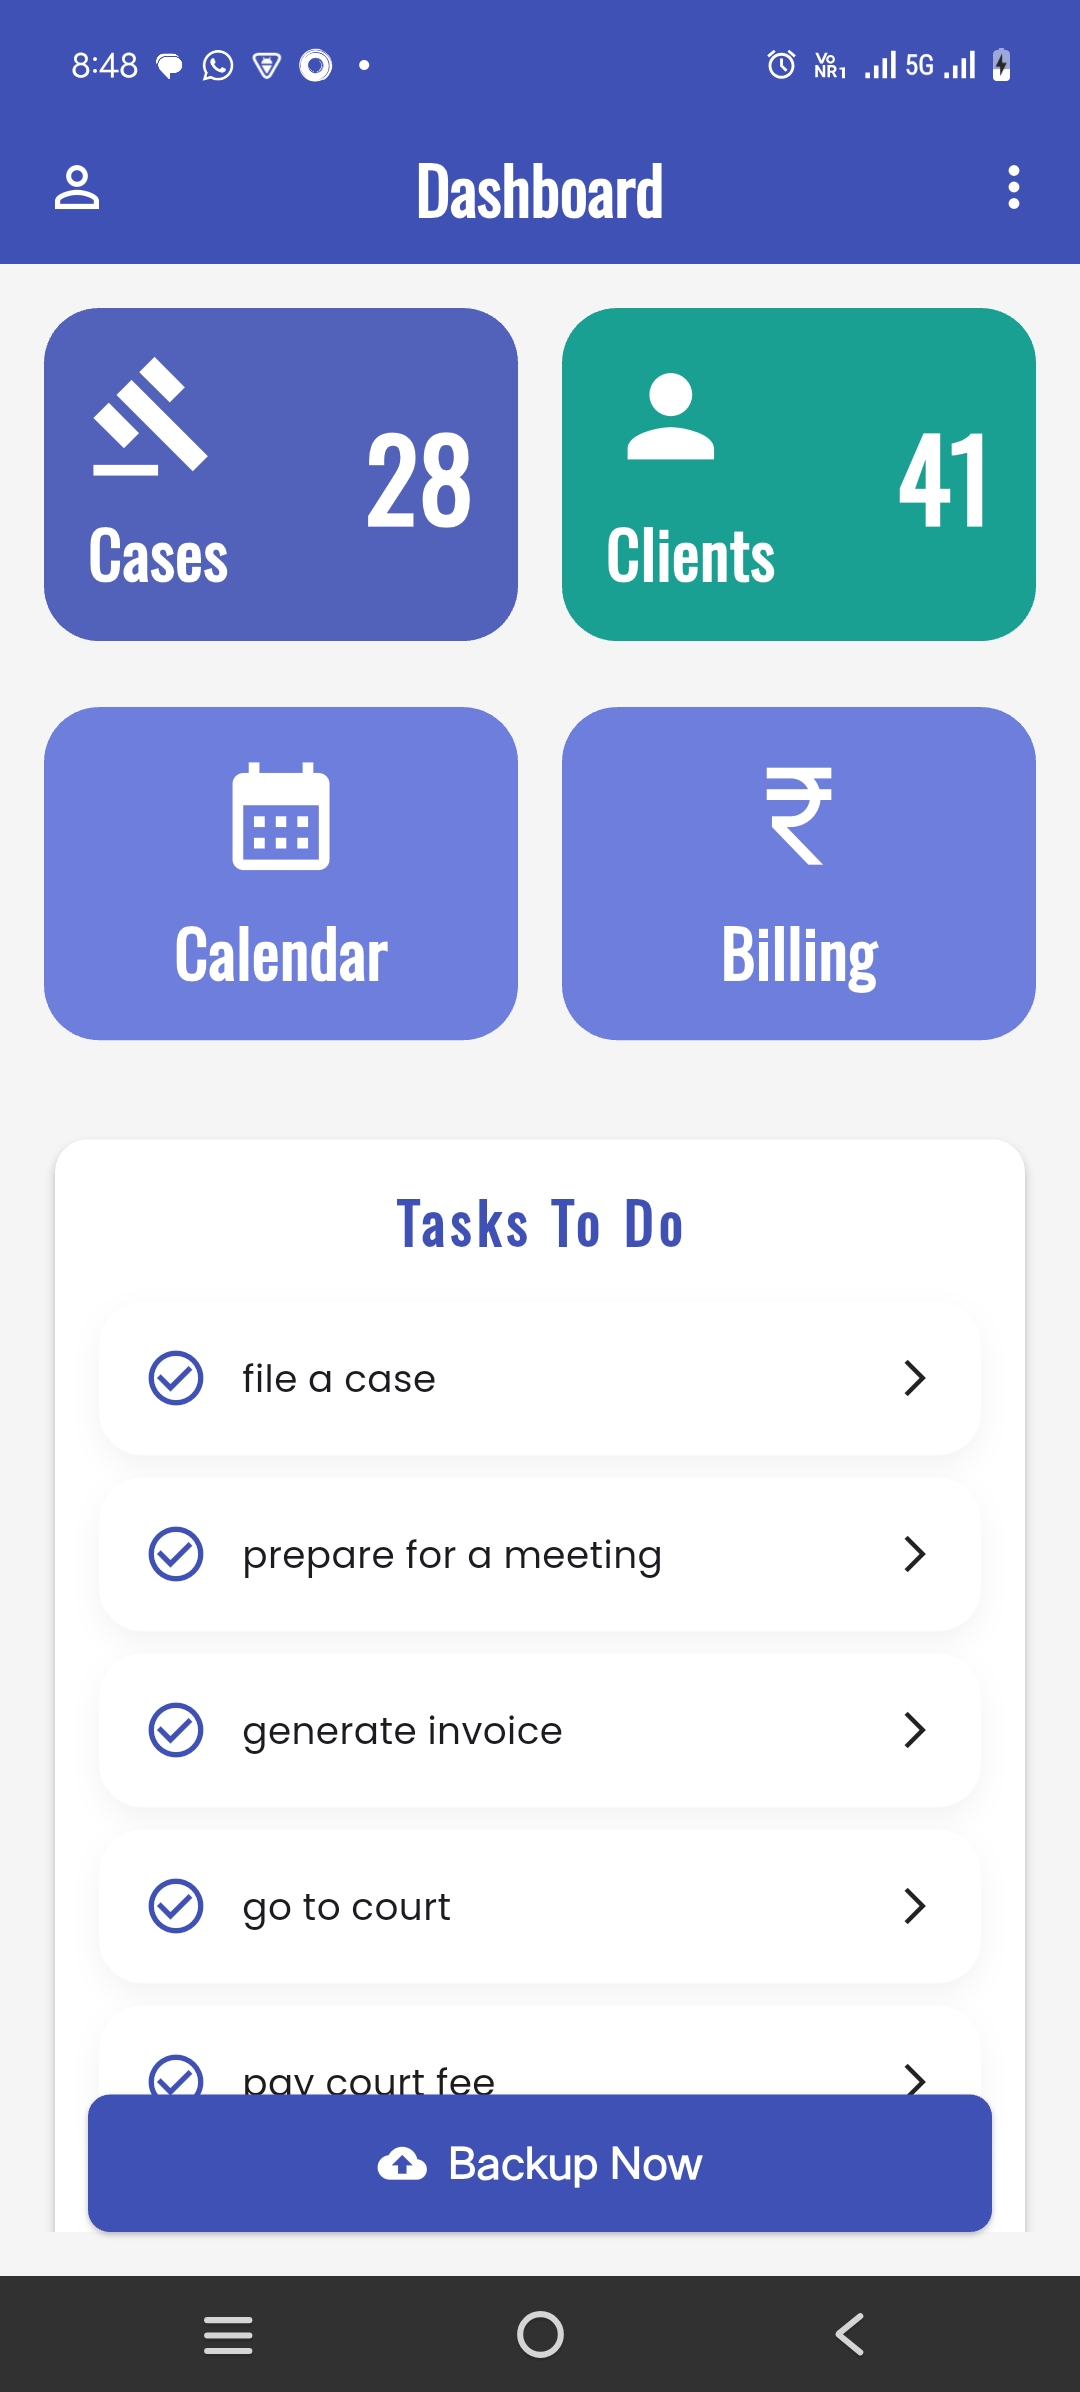 8:48
Vo
NR1
5G
Dashboard
28
Cases
41
Clients
Calendar
₹
Billing
Tasks To Do
file a case
prepare for a meeting
generate invoice
go to court
pay court fee
Backup Now